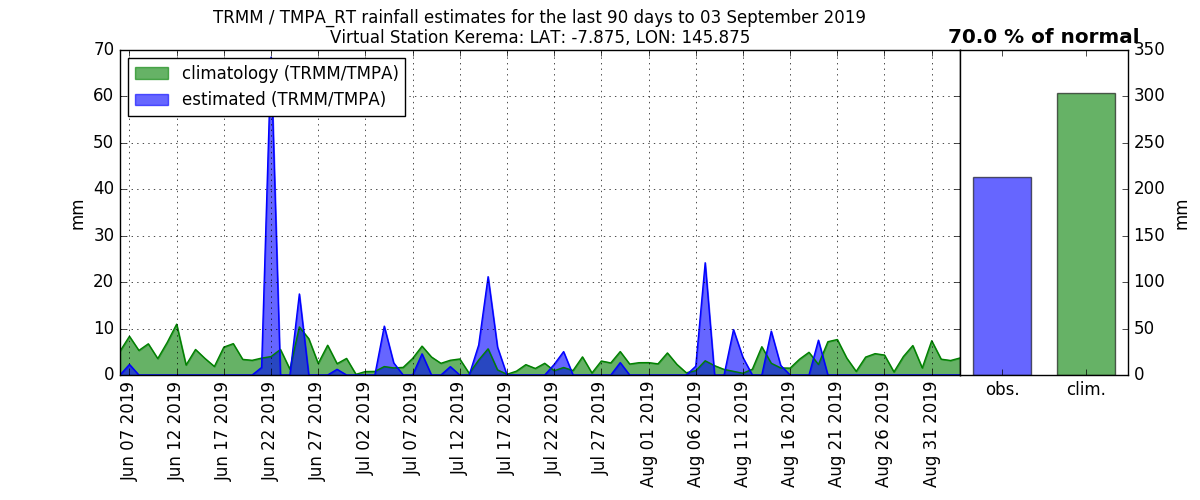 TRMM / TMPA_RT rainfall estimates for the last 90 days to 03 September 2019
Virtual Station Kerema: LAT: -7.875, LON: 145.875
70.0 % of normal
climatology (TRMM/TMPA)
estimated (TRMM/TMPA)
mm
70
60
50
40
30
20
10
0
Jun 07 2019
Jun 12 2019
Jun 17 2019
Jun 22 2019
Jun 27 2019
Jul 02 2019
Jul 07 2019
Jul 12 2019
Jul 17 2019
Jul 22 2019
Jul 27 2019
Aug 01 2019
Aug 06 2019
Aug 11 2019
Aug 16 2019
Aug 21 2019
Aug 26 2019
Aug 31 2019
obs.
clim.
350
300
250
200
150
100
50
0
mm